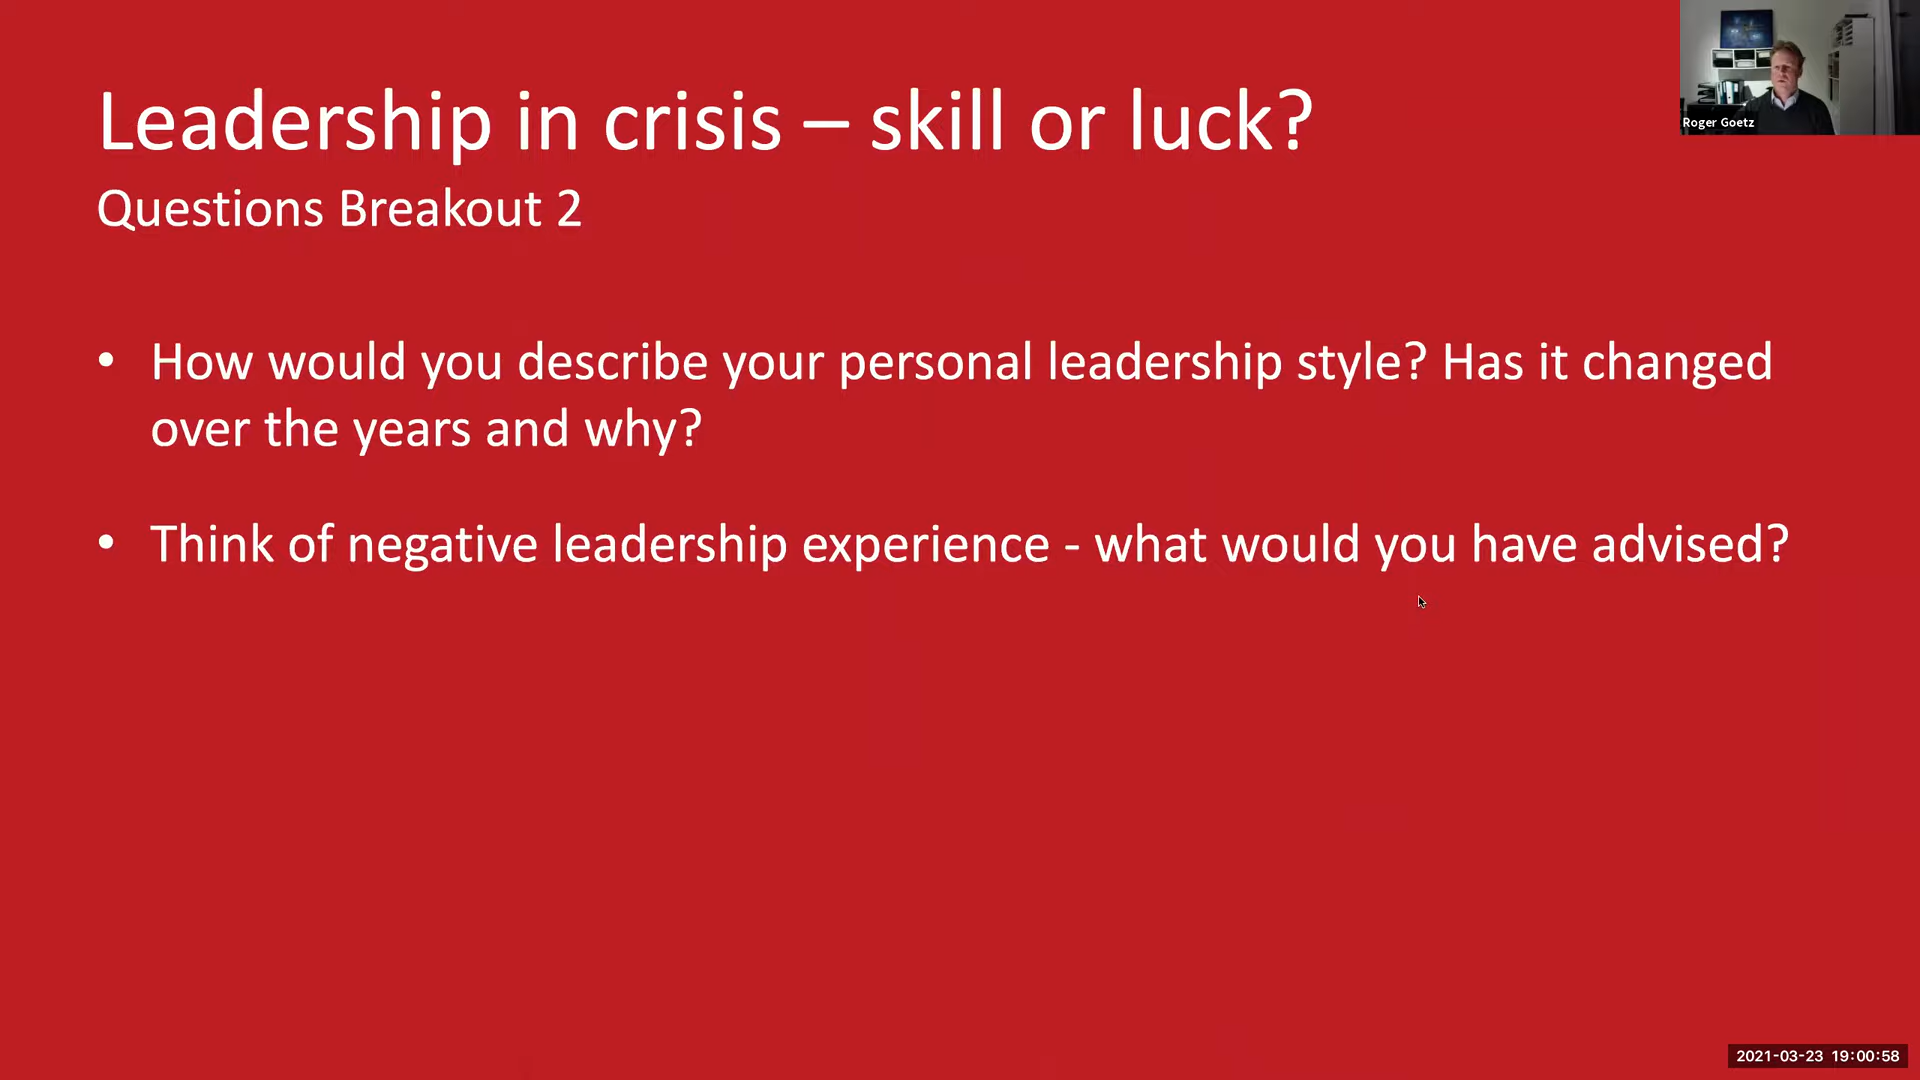 Leadership in crisis – skill or luck?
Questions Breakout 2
Roger Goetz
• How would you describe your personal leadership style? Has it changed
over the years and why?
• Think of negative leadership experience - what would you have advised?
2021-03-23 19:00:58